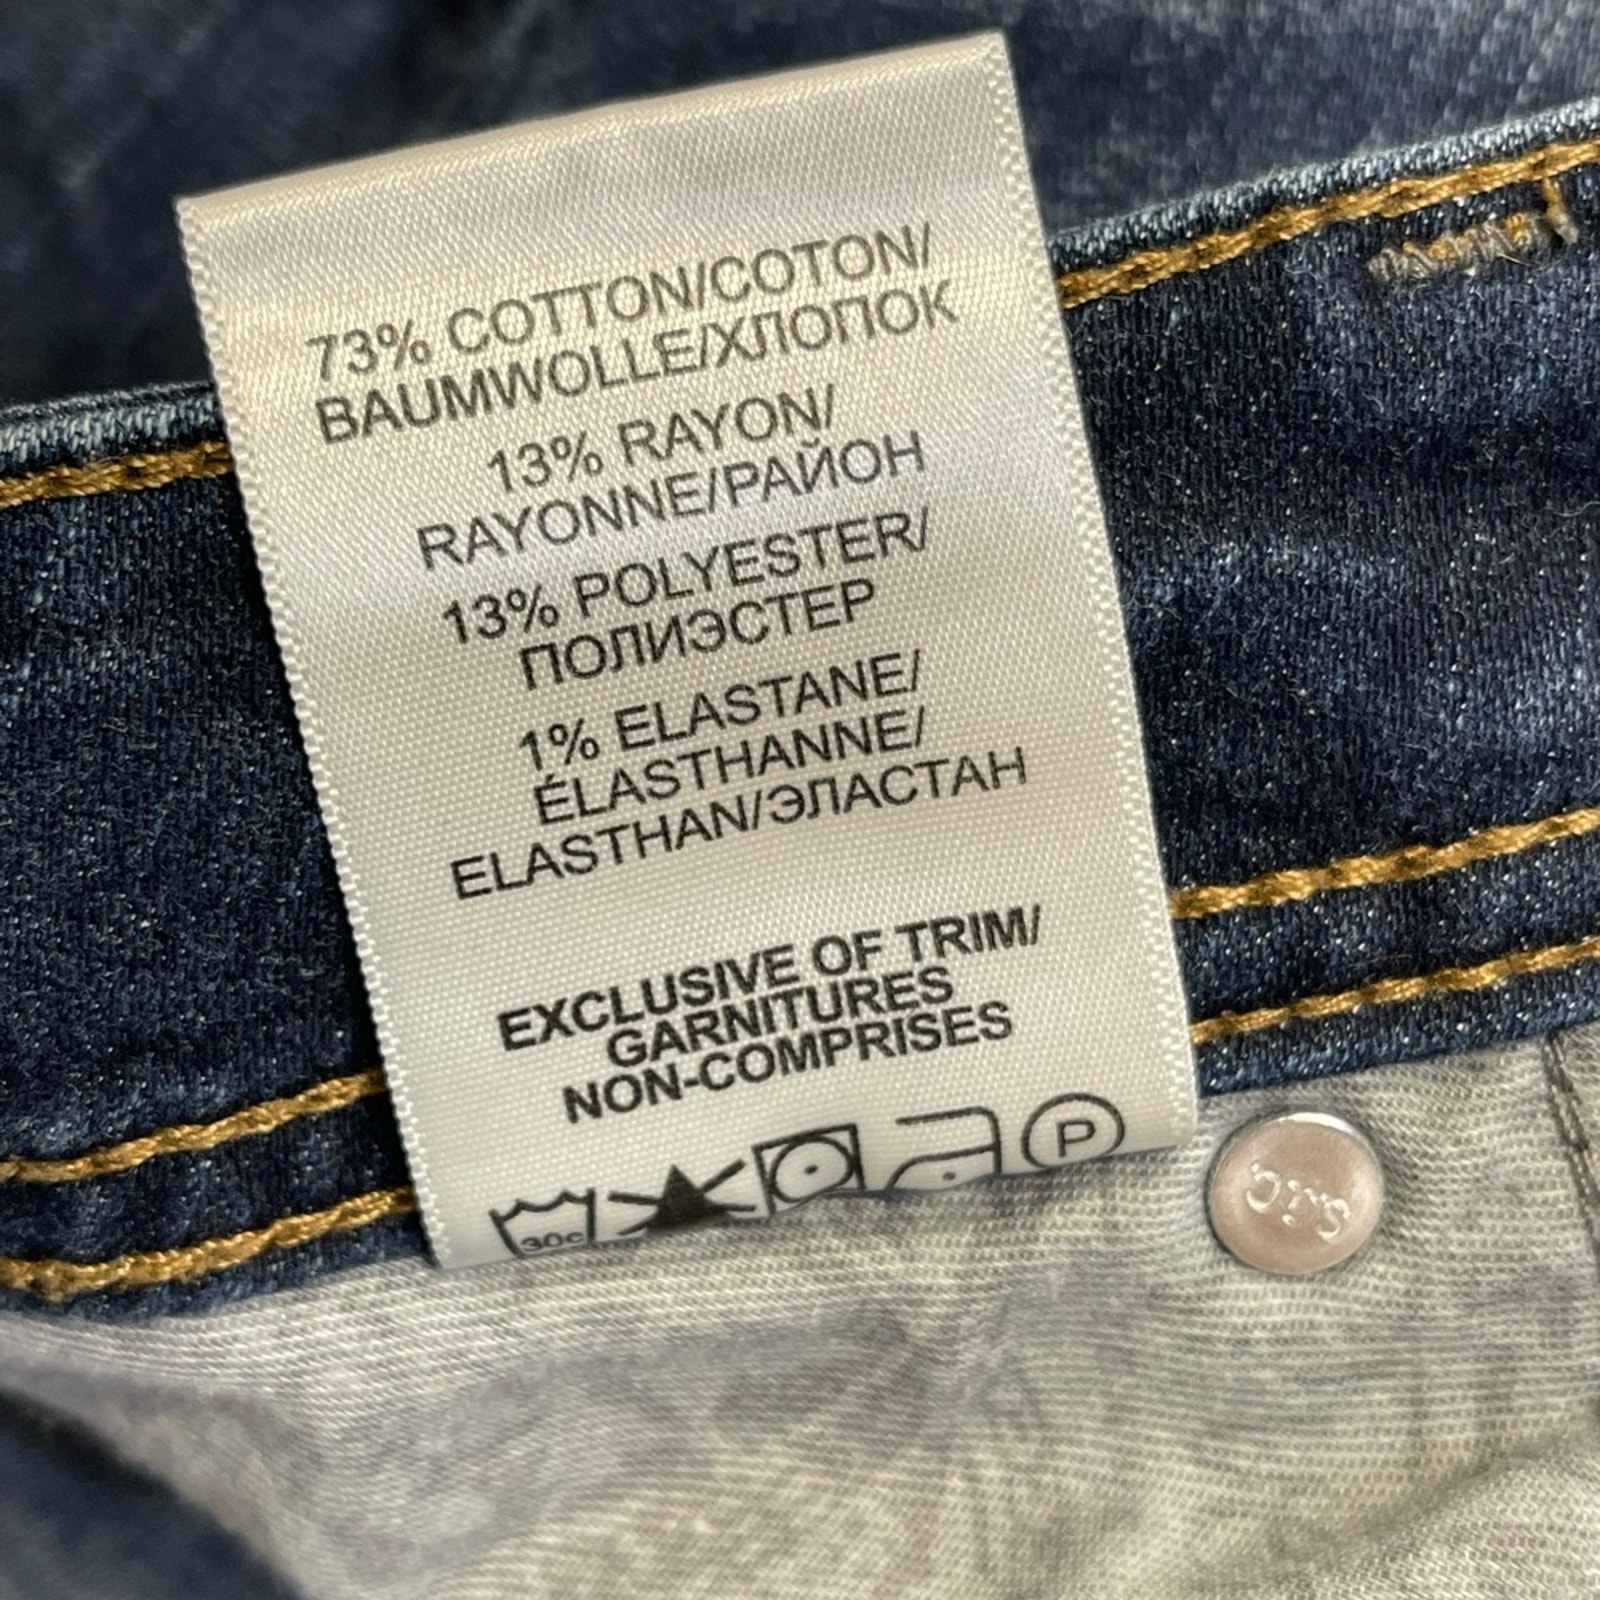 73% COTTON/COTON/
BAUMWOLLE/ХЛОПОК
13% RAYON/
RAYONNE/РАЙОН
13% POLYESTER/
ПОЛИЭСТЕР
1% ELASTANE/
ÉLASTHANNE/
ELASTHAN/ЭЛАСТАН
EXCLUSIVE OF TRIM/
GARNITURES
NON-COMPRISES
30c
P